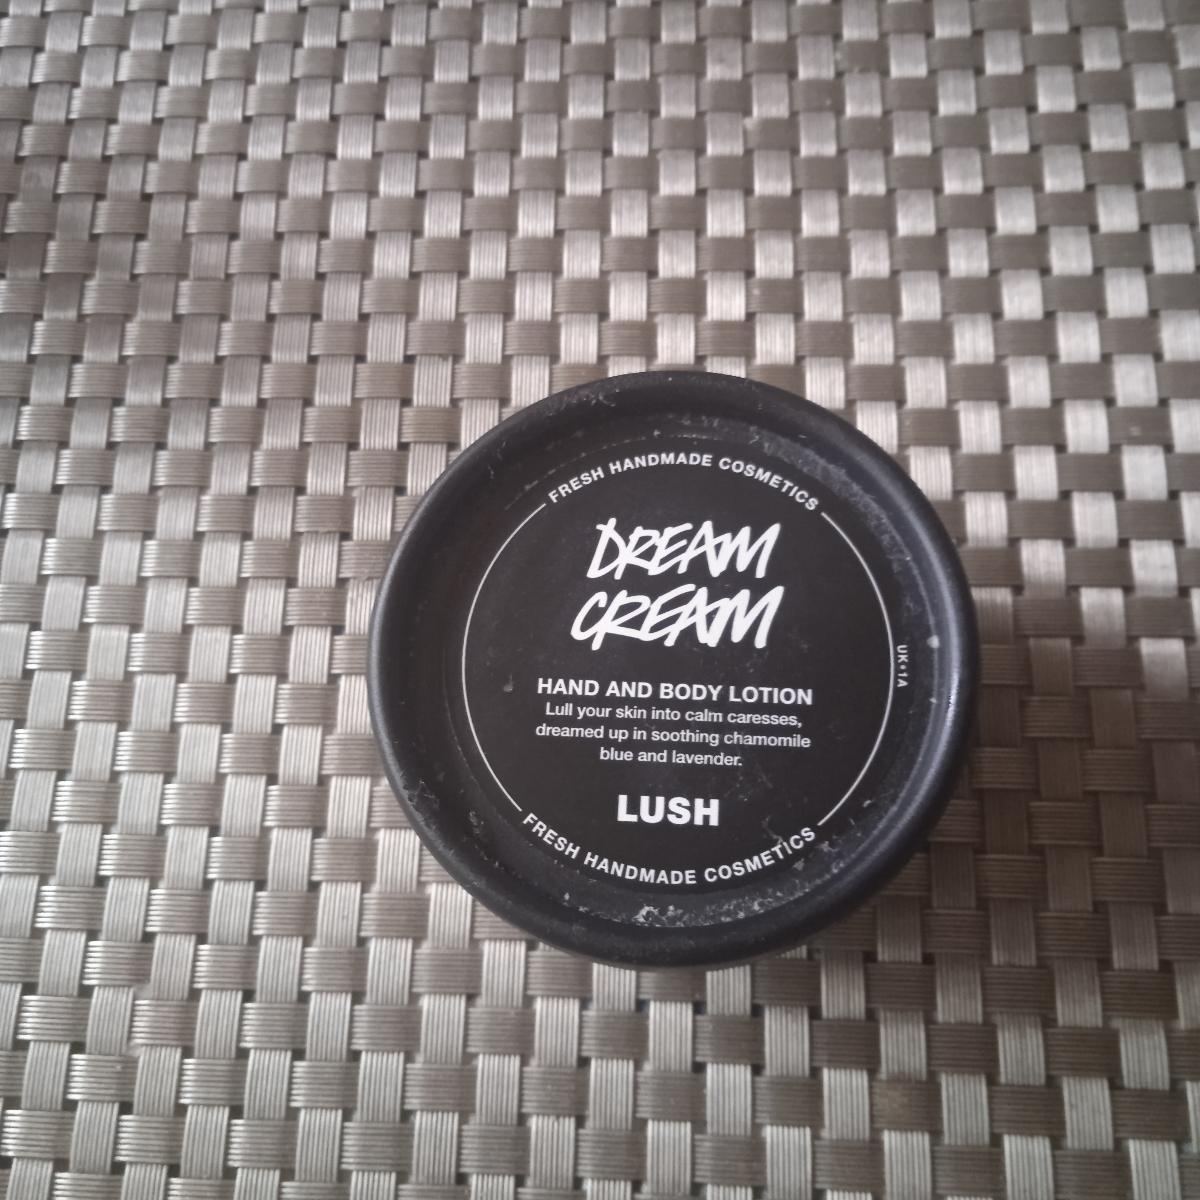 FRESH HANDMADE COSMETICS
DREAM
CREAM
UK•1A
HAND AND BODY LOTION
Lull your skin into calm caresses,
dreamed up in soothing chamomile
blue and lavender.
LUSH
FRESH HANDMADE COSMETICS